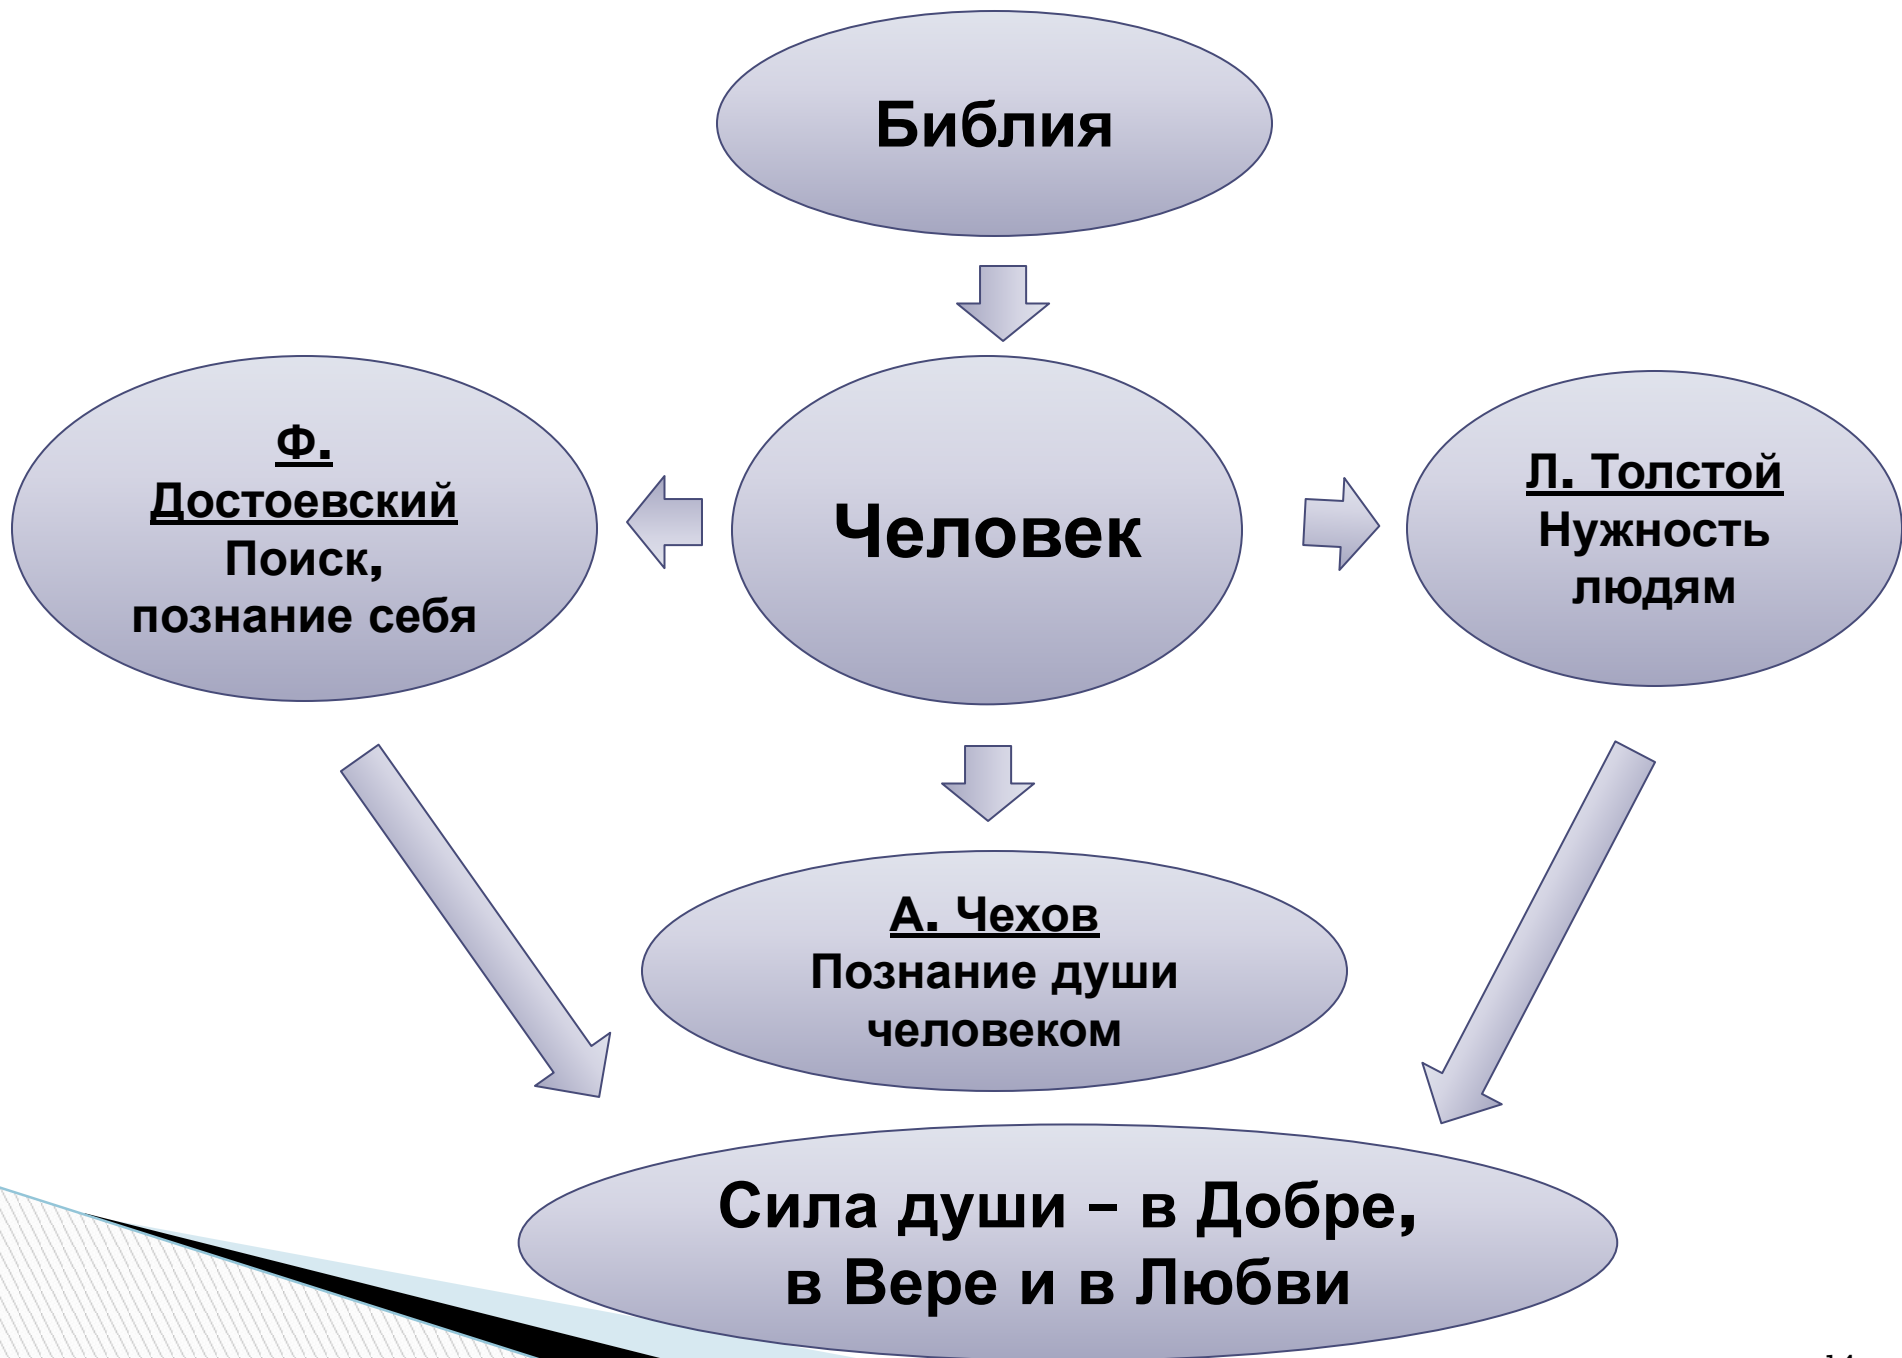 Библия
Ф.
Достоевский
Поиск,
познание себя
Человек
Л. Толстой
Нужность
людям
А. Чехов
Познание души
человеком
Сила души – в Добре,
в Вере и в Любви